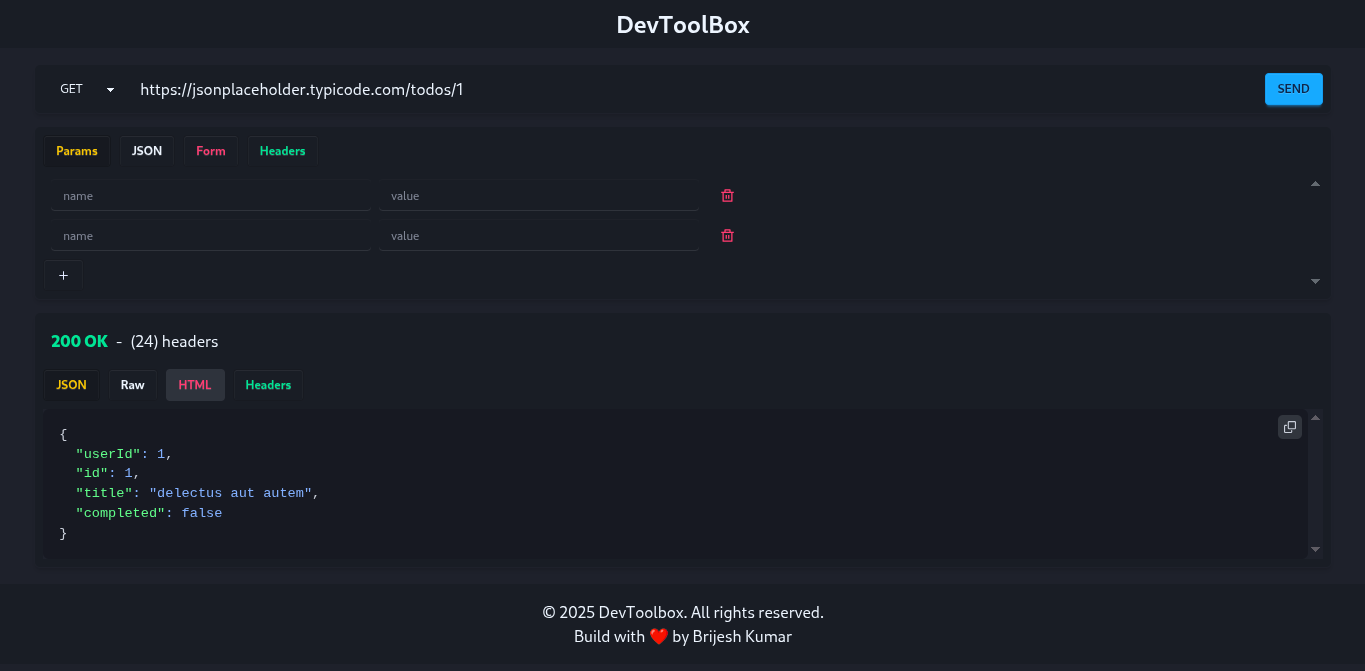 DevToolBox
GET https://jsonplaceholder.typicode.com/todos/1 SEND
Params JSON Form Headers
name value
name value
+
200 OK - (24) headers
JSON Raw HTML Headers
{
"userId": 1,
"id": 1,
"title": "delectus aut autem",
"completed": false
}
© 2025 DevToolbox. All rights reserved.
Build with ❤️ by Brijesh Kumar